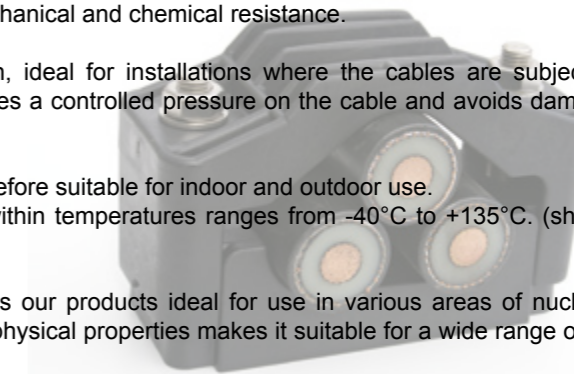 hanical and chemical resistance.
, ideal for installations where the cables are subjec
es a controlled pressure on the cable and avoids dam
efore suitable for indoor and outdoor use.
within temperatures ranges from -40°C to +135°C. (sh
s our products ideal for use in various areas of nucl
physical properties makes it suitable for a wide range o